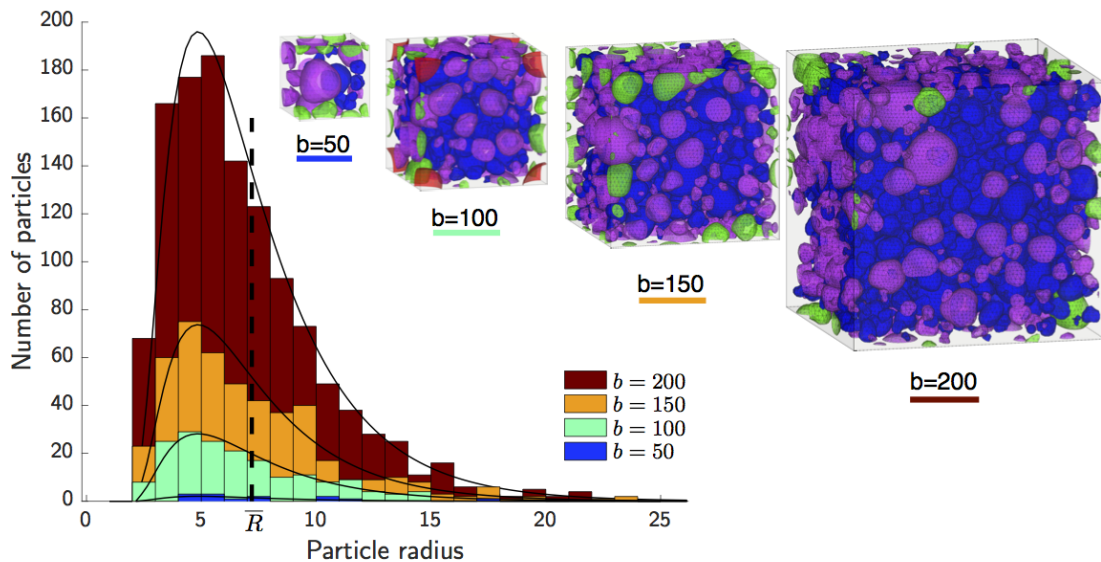 200
180
160
140
120
100
80
60
40
20
0
Number of particles
0 5 R̅ 10 15 20 25
Particle radius
b=50
b=100
b=150
b=200
b = 200
b = 150
b = 100
b = 50